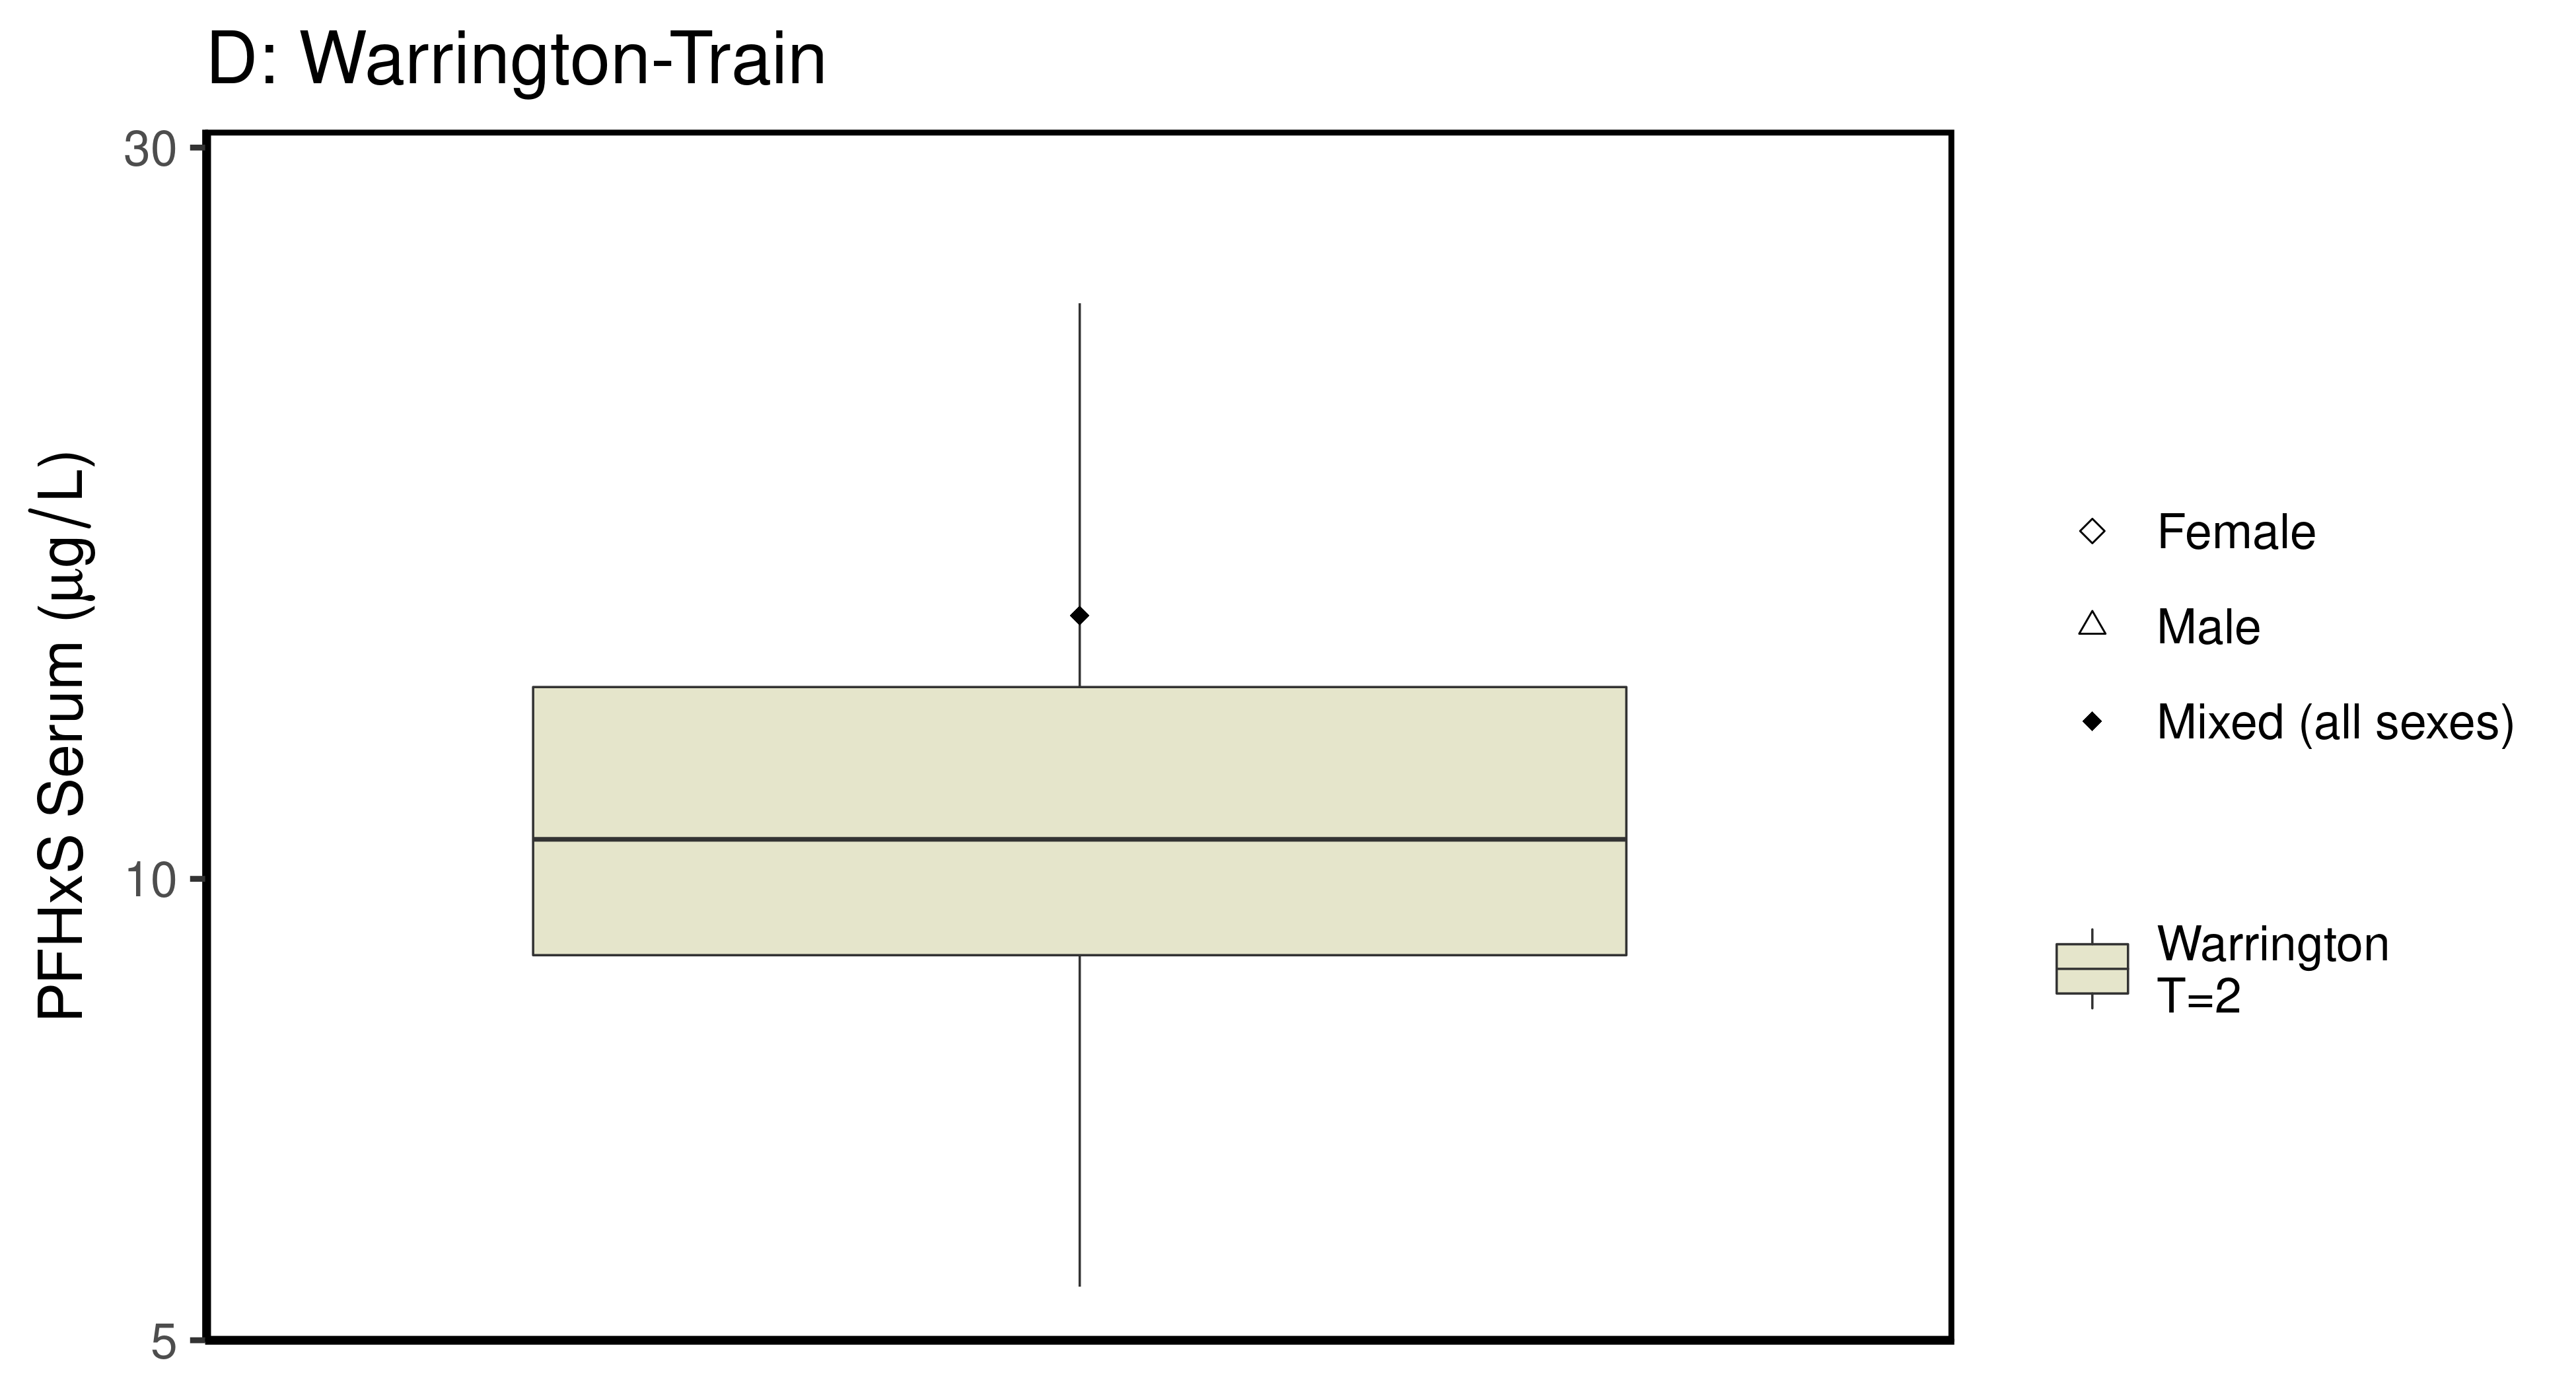 D: Warrington-Train
30
10
5
PFHxS Serum (μg/L)
Female
Male
Mixed (all sexes)
Warrington
T=2